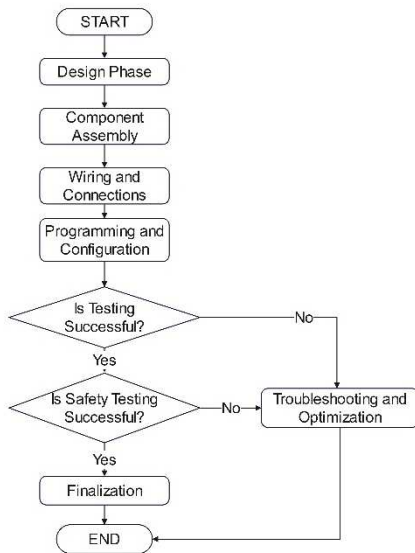 START
Design Phase
Component
Assembly
Wiring and
Connections
Programming and
Configuration
Is Testing
Successful?
No
Yes
Is Safety Testing
Successful?
No
Troubleshooting and
Optimization
Yes
Finalization
END